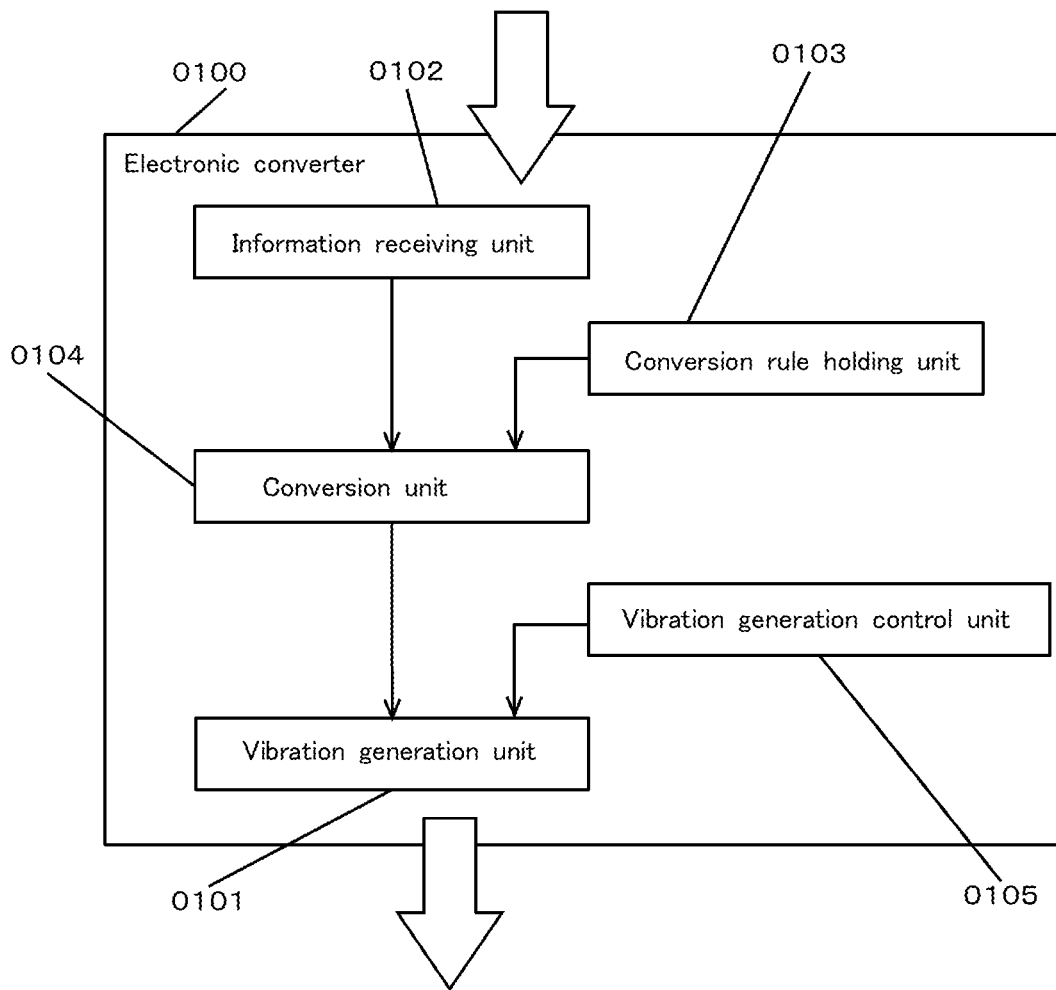 0100
0102
0103
Electronic converter
Information receiving unit
0104
Conversion rule holding unit
Conversion unit
Vibration generation control unit
Vibration generation unit
0101
0105